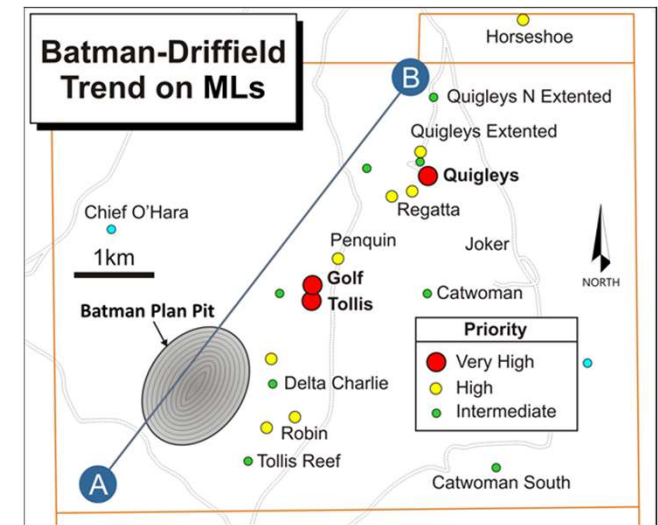 Batman-Driffield
Trend on MLs
Horseshoe
B
Quigleys N Extented
Quigleys Extented
Quigleys
Regatta
Chief O'Hara
1km
Penquin
Joker
NORTH
Golf
Tollis
Catwoman
Batman Plan Pit
Priority
Very High
High
Intermediate
Delta Charlie
Robin
Tollis Reef
A
Catwoman South